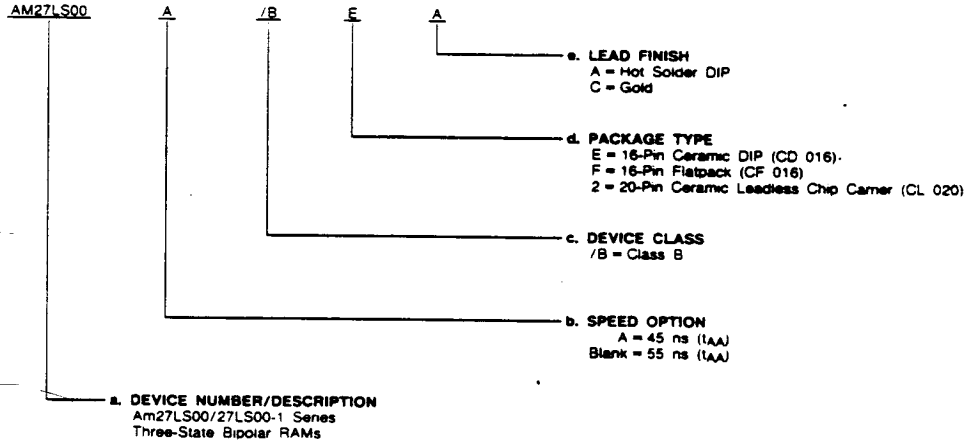 AM27LS00 A /B E A
e. LEAD FINISH
A = Hot Solder DIP
C = Gold
d. PACKAGE TYPE
E = 16-Pin Ceramic DIP (CD 016).
F = 16-Pin Flatpack (CF 016)
2 = 20-Pin Ceramic Leadless Chip Carrier (CL 020)
c. DEVICE CLASS
/B = Class B
b. SPEED OPTION
A = 45 ns (tAA)
Blank = 55 ns (tAA)
a. DEVICE NUMBER/DESCRIPTION
Am27LS00/27LS00-1 Series
Three-State Bipolar RAMs